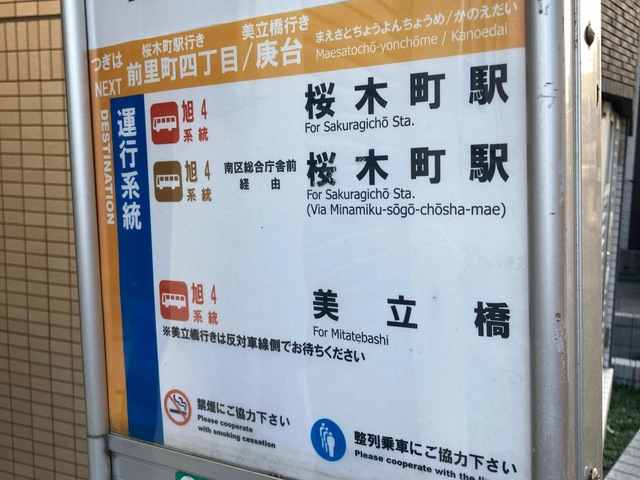 つぎは 桜木町駅行き 美立橋行き まえさとちょうよんちょうめ/かのえだい
NEXT 前里町四丁目/庚台 Maesatochō-yonchōme / Kanoedai
DESTINATION
運行系統
旭4系統 桜木町駅
For Sakuragichō Sta.
旭4系統 南区総合庁舎前経由 桜木町駅
For Sakuragichō Sta.
(Via Minamiku-sōgō-chōsha-mae)
旭4系統 美立橋
For Mitatebashi
※美立橋行きは反対車線側でお待ちください
禁煙にご協力下さい
Please cooperate
with smoking cessation
整列乗車にご協力下さい
Please cooperate with the